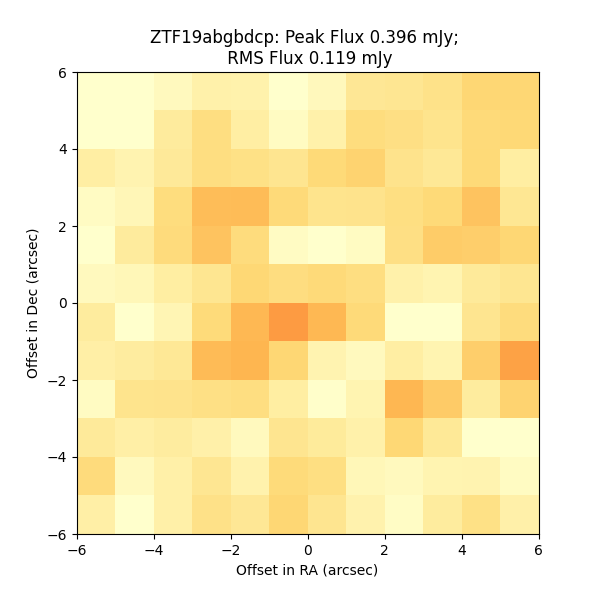 ZTF19abgbdcp: Peak Flux 0.396 mJy;
RMS Flux 0.119 mJy
6
4
2
0
−2
−4
−6
Offset in Dec (arcsec)
−6 −4 −2 0 2 4 6
Offset in RA (arcsec)